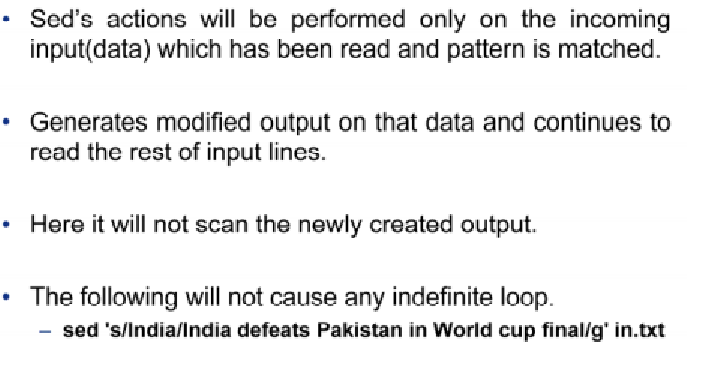 • Sed's actions will be performed only on the incoming
input(data) which has been read and pattern is matched.
• Generates modified output on that data and continues to
read the rest of input lines.
• Here it will not scan the newly created output.
• The following will not cause any indefinite loop.
– sed 's/India/India defeats Pakistan in World cup final/g' in.txt